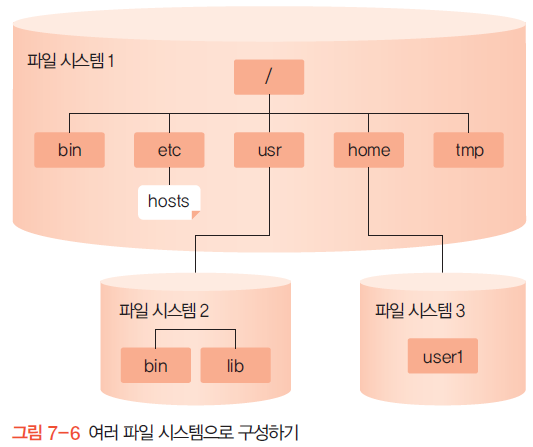 파일 시스템 1
/
bin etc usr home tmp
hosts
파일 시스템 2
bin lib
파일 시스템 3
user1
그림 7-6 여러 파일 시스템으로 구성하기